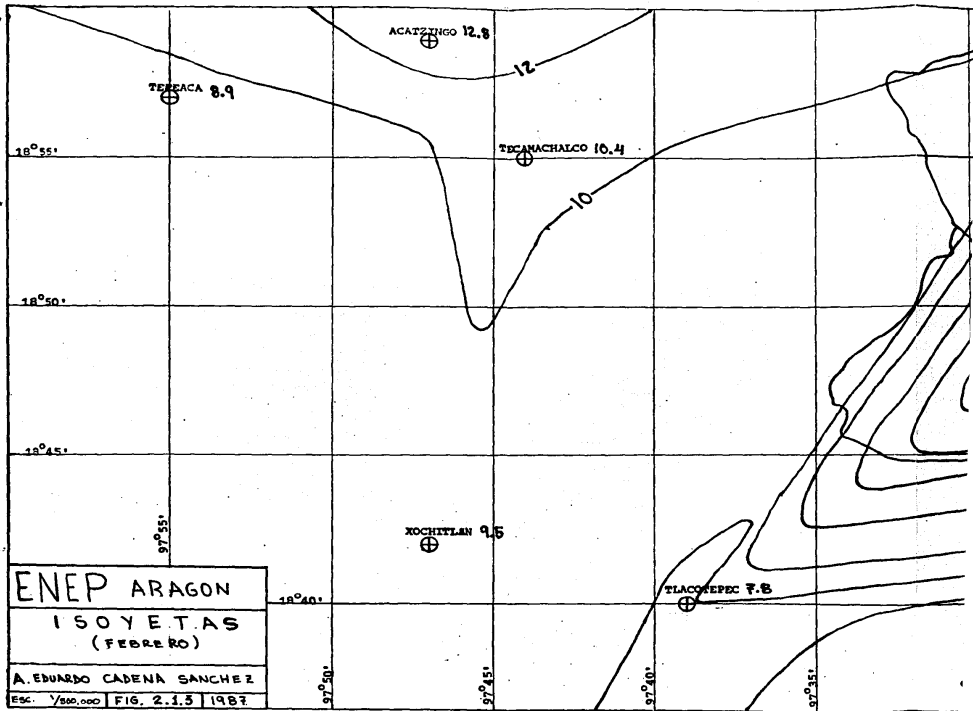 ACATZINGO 12.8
12
TEPEACA 8.9
18°55'
TECAMACHALCO 10.4
10
18°50'
18°45'
97°55'
XOCHITLAN 9.5
18°40'
TLACOTEPEC 7.8
97°50'
97°45'
97°40'
97°35'
ENEP ARAGON
ISOYETAS
(FEBRERO)
A. EDUARDO CADENA SANCHEZ
ESC. 1/500,000 FIG. 2.1.3 1987